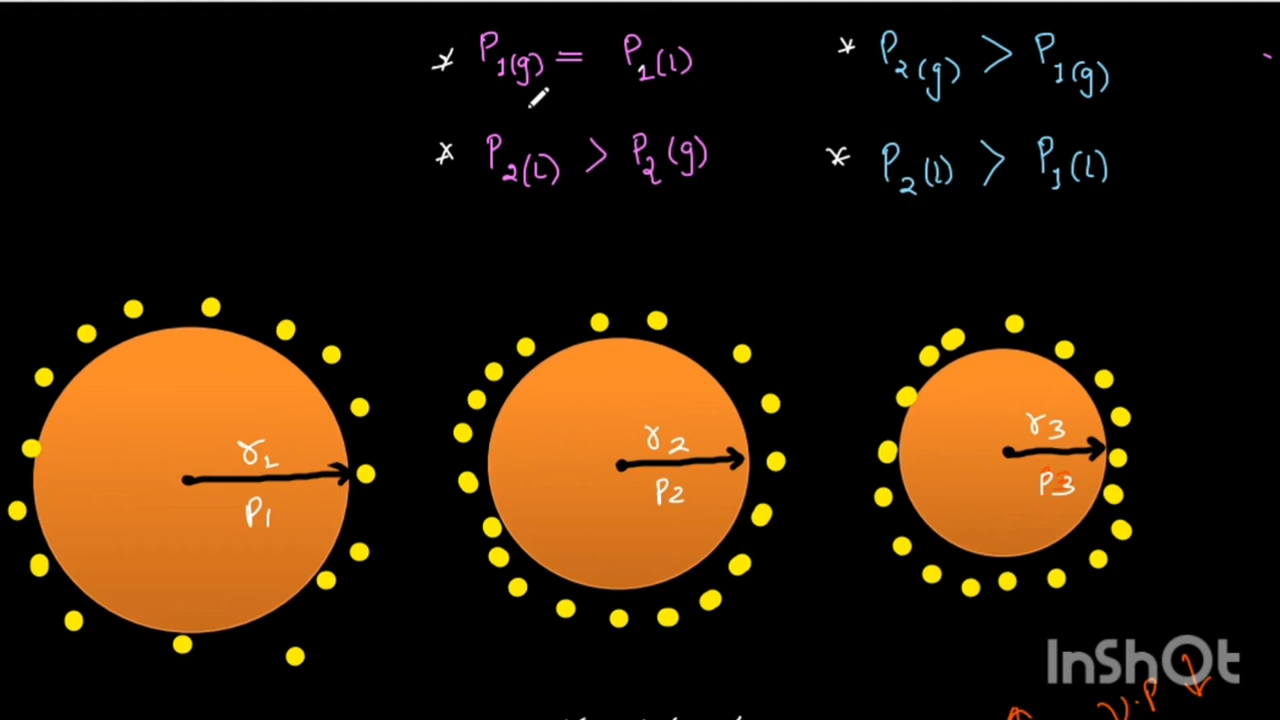 * P1(g) = P1(l)
* P2(l) > P2(g)
* P2(g) > P1(g)
* P2(l) > P1(l)
r1
P1
r2
P2
r3
P3
InShOt
V.P ↓